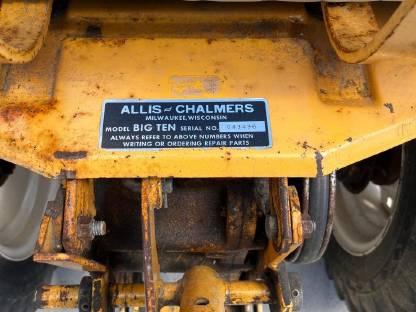 ALLIS-CHALMERS
MILWAUKEE, WISCONSIN
MODEL BIG TEN SERIAL NO.
ALWAYS REFER TO ABOVE NUMBERS WHEN
WRITING OR ORDERING REPAIR PARTS